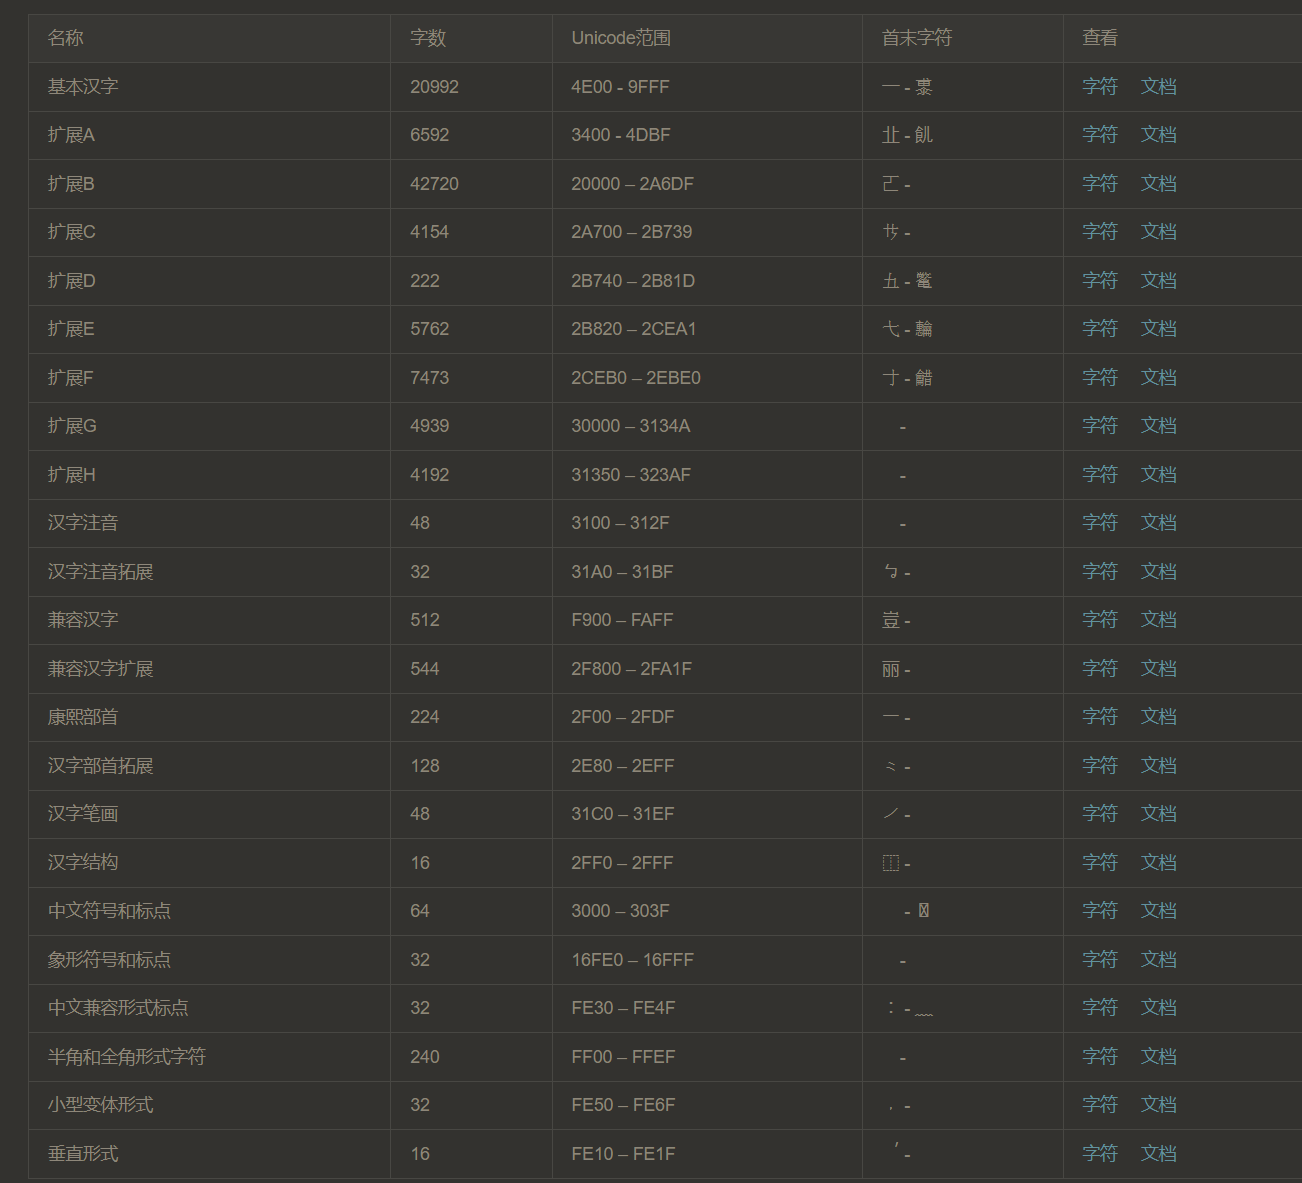 名称 字数 Unicode范围 首末字符 查看
基本汉字 20992 4E00 - 9FFF 一 - 字符 文档
扩展A 6592 3400 - 4DBF 㐀 - 字符 文档
扩展B 42720 20000 – 2A6DF - 字符 文档
扩展C 4154 2A700 – 2B739 - 字符 文档
扩展D 222 2B740 – 2B81D 𫝀 - 字符 文档
扩展E 5762 2B820 – 2CEA1 - 字符 文档
扩展F 7473 2CEB0 – 2EBE0 - 字符 文档
扩展G 4939 30000 – 3134A - 字符 文档
扩展H 4192 31350 – 323AF - 字符 文档
汉字注音 48 3100 – 312F - 字符 文档
汉字注音拓展 32 31A0 – 31BF ㆠ - 字符 文档
兼容汉字 512 F900 – FAFF 豈 - 字符 文档
兼容汉字扩展 544 2F800 – 2FA1F 丽 - 字符 文档
康熙部首 224 2F00 – 2FDF ⼀ - 字符 文档
汉字部首拓展 128 2E80 – 2EFF ⺀ - 字符 文档
汉字笔画 48 31C0 – 31EF ㇀ - 字符 文档
汉字结构 16 2FF0 – 2FFF ⿰ - 字符 文档
中文符号和标点 64 3000 – 303F - 〿 字符 文档
象形符号和标点 32 16FE0 – 16FFF - 字符 文档
中文兼容形式标点 32 FE30 – FE4F ︰ - ﹏ 字符 文档
半角和全角形式字符 240 FF00 – FFEF - 字符 文档
小型变体形式 32 FE50 – FE6F ﹐ - 字符 文档
垂直形式 16 FE10 – FE1F ︐ - 字符 文档